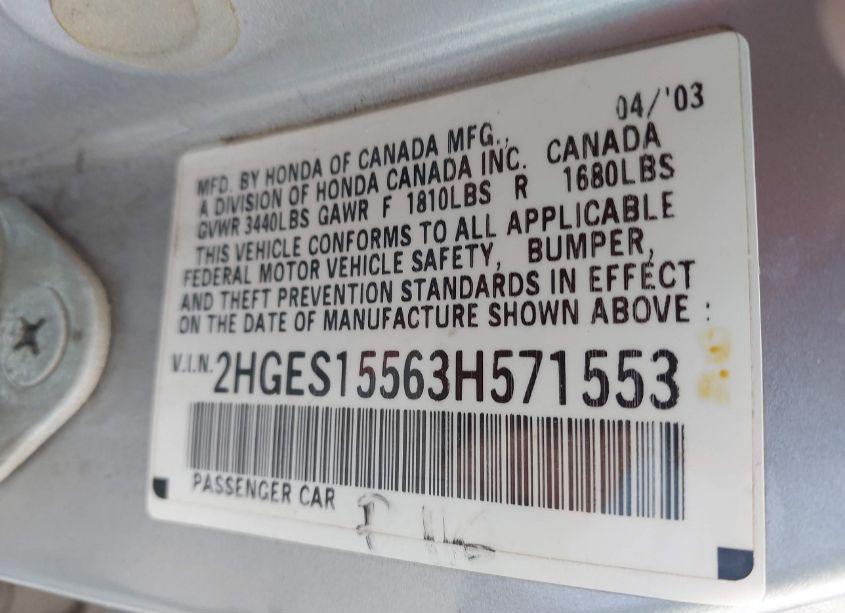 04/'03
MFD. BY HONDA OF CANADA MFG.,
A DIVISION OF HONDA CANADA INC. CANADA
GVWR 3440LBS GAWR F 1810LBS R 1680LBS
THIS VEHICLE CONFORMS TO ALL APPLICABLE
FEDERAL MOTOR VEHICLE SAFETY, BUMPER,
AND THEFT PREVENTION STANDARDS IN EFFECT
ON THE DATE OF MANUFACTURE SHOWN ABOVE :
V.I.N. 2HGES15563H571553
PASSENGER CAR